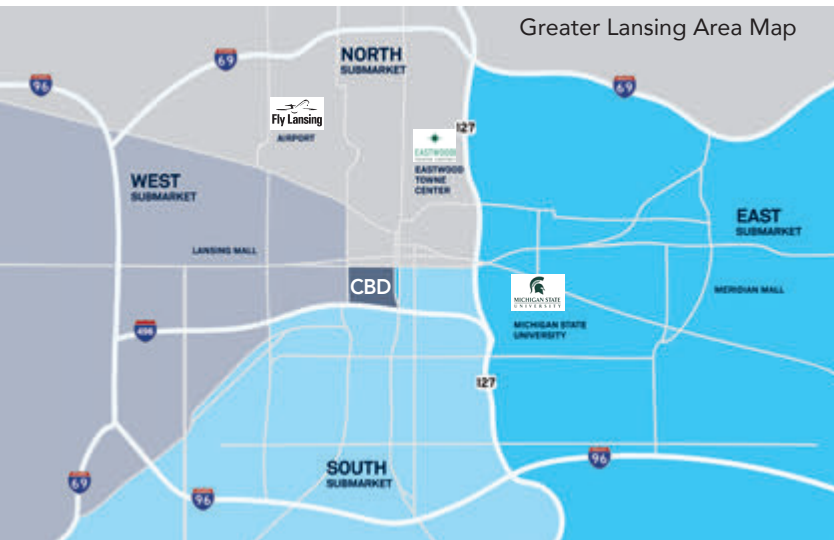 Greater Lansing Area Map
NORTH
SUBMARKET
69
96
69
Fly Lansing
AIRPORT
127
EASTWOOD
EASTWOOD
TOWNE
CENTER
WEST
SUBMARKET
EAST
SUBMARKET
LANSING MALL
CBD
MICHIGAN STATE
UNIVERSITY
MERIDIAN MALL
MICHIGAN STATE
UNIVERSITY
496
127
SOUTH
SUBMARKET
96
69
96